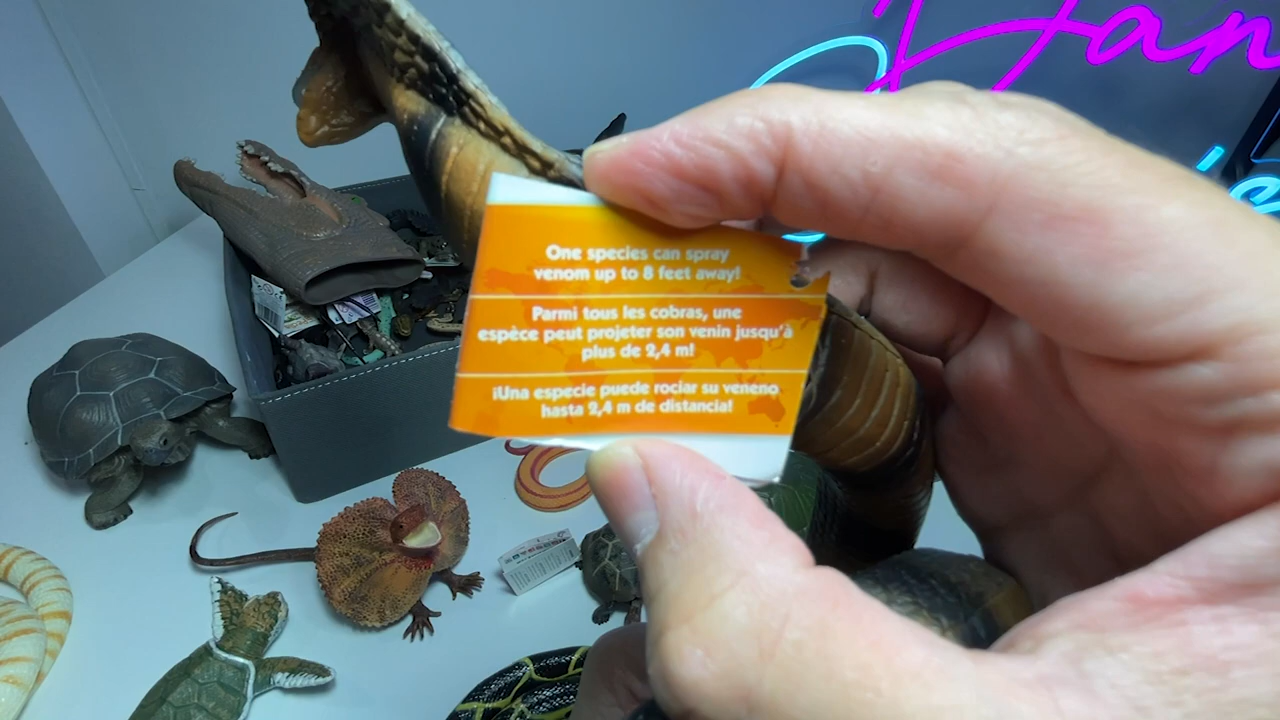 Dan
One species can spray
venom up to 8 feet away!
Parmi tous les cobras, une
espèce peut projeter son venin jusqu'à
plus de 2,4 m!
¡Una especie puede rociar su veneno
hasta 2,4 m de distancia!